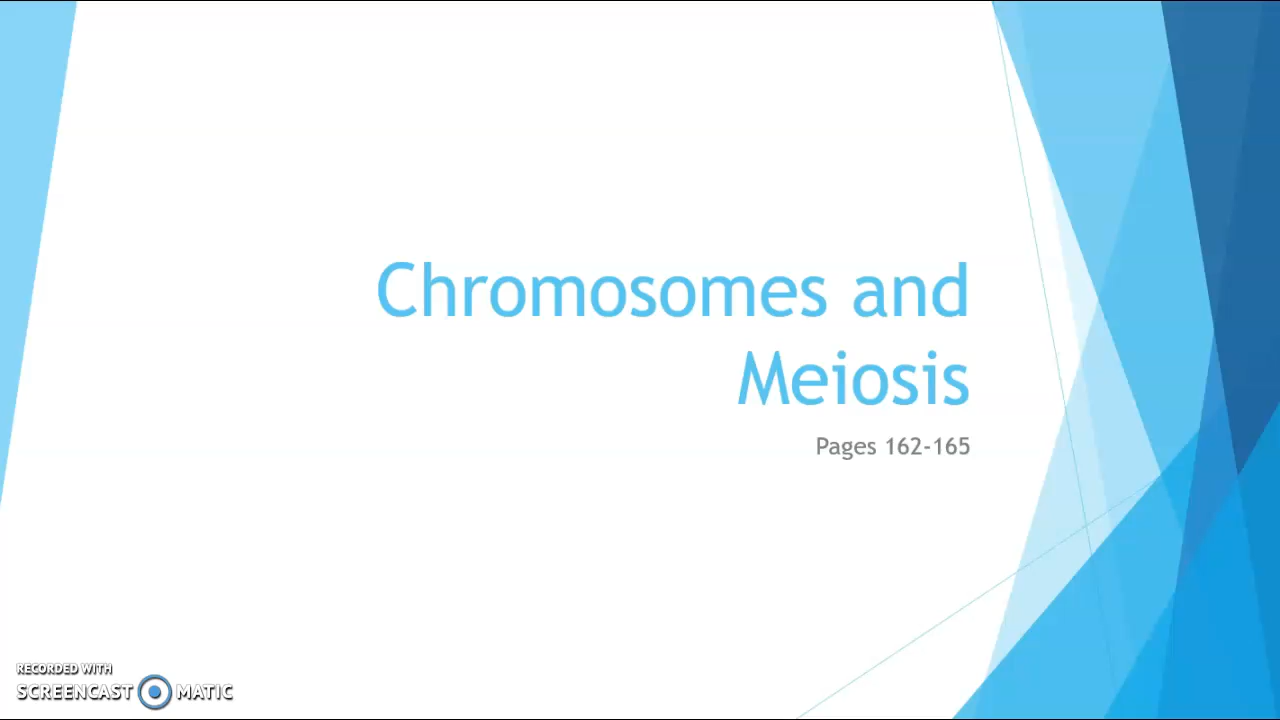 Chromosomes and
Meiosis
Pages 162-165
RECORDED WITH
SCREENCAST MATIC